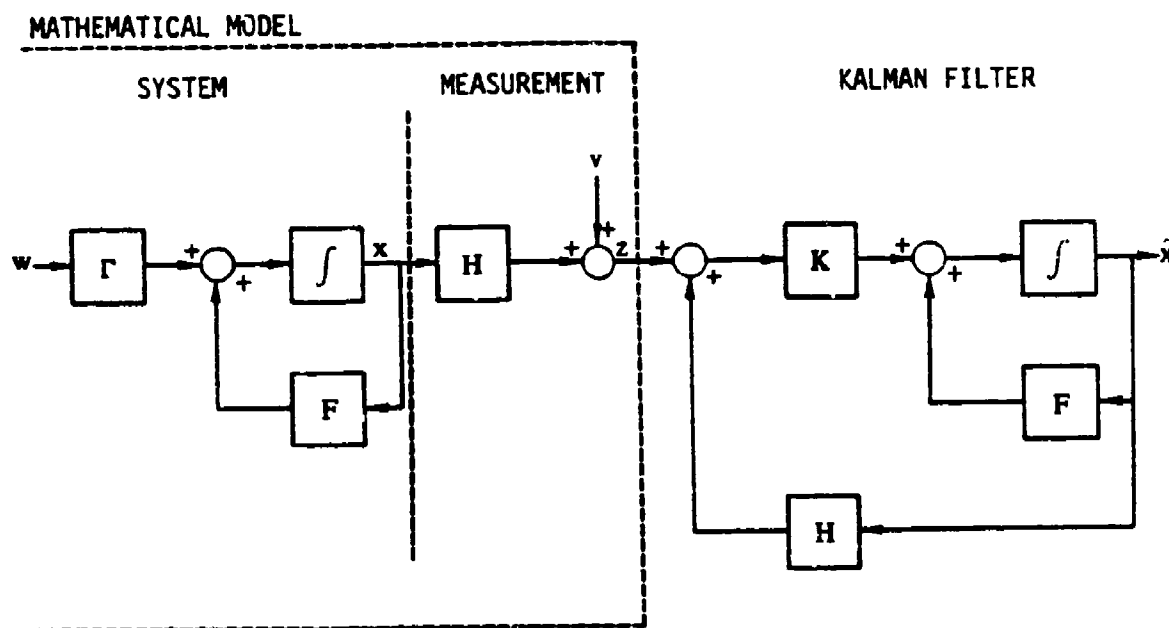 MATHEMATICAL MODEL
SYSTEM
MEASUREMENT
KALMAN FILTER
v
+
w
Γ
+
+
∫
x
H
+
z
+
+
K
+
+
∫
x̂
F
F
H